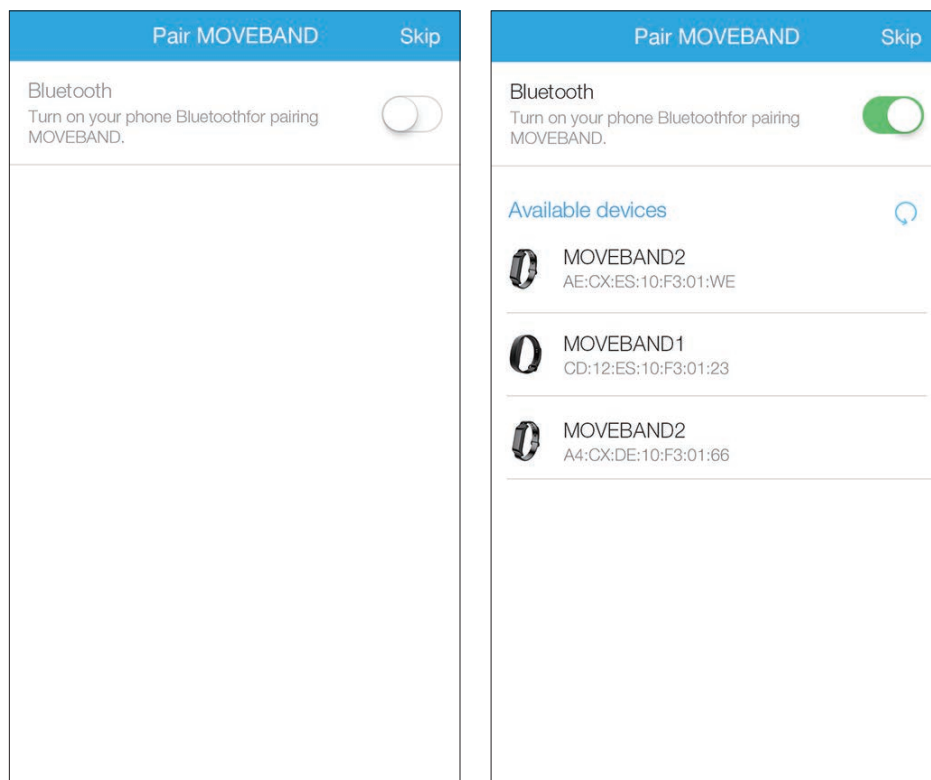 Pair MOVEBAND Skip
Bluetooth
Turn on your phone Bluetoothfor pairing
MOVEBAND.
Pair MOVEBAND Skip
Bluetooth
Turn on your phone Bluetoothfor pairing
MOVEBAND.
Available devices
MOVEBAND2
AE:CX:ES:10:F3:01:WE
MOVEBAND1
CD:12:ES:10:F3:01:23
MOVEBAND2
A4:CX:DE:10:F3:01:66